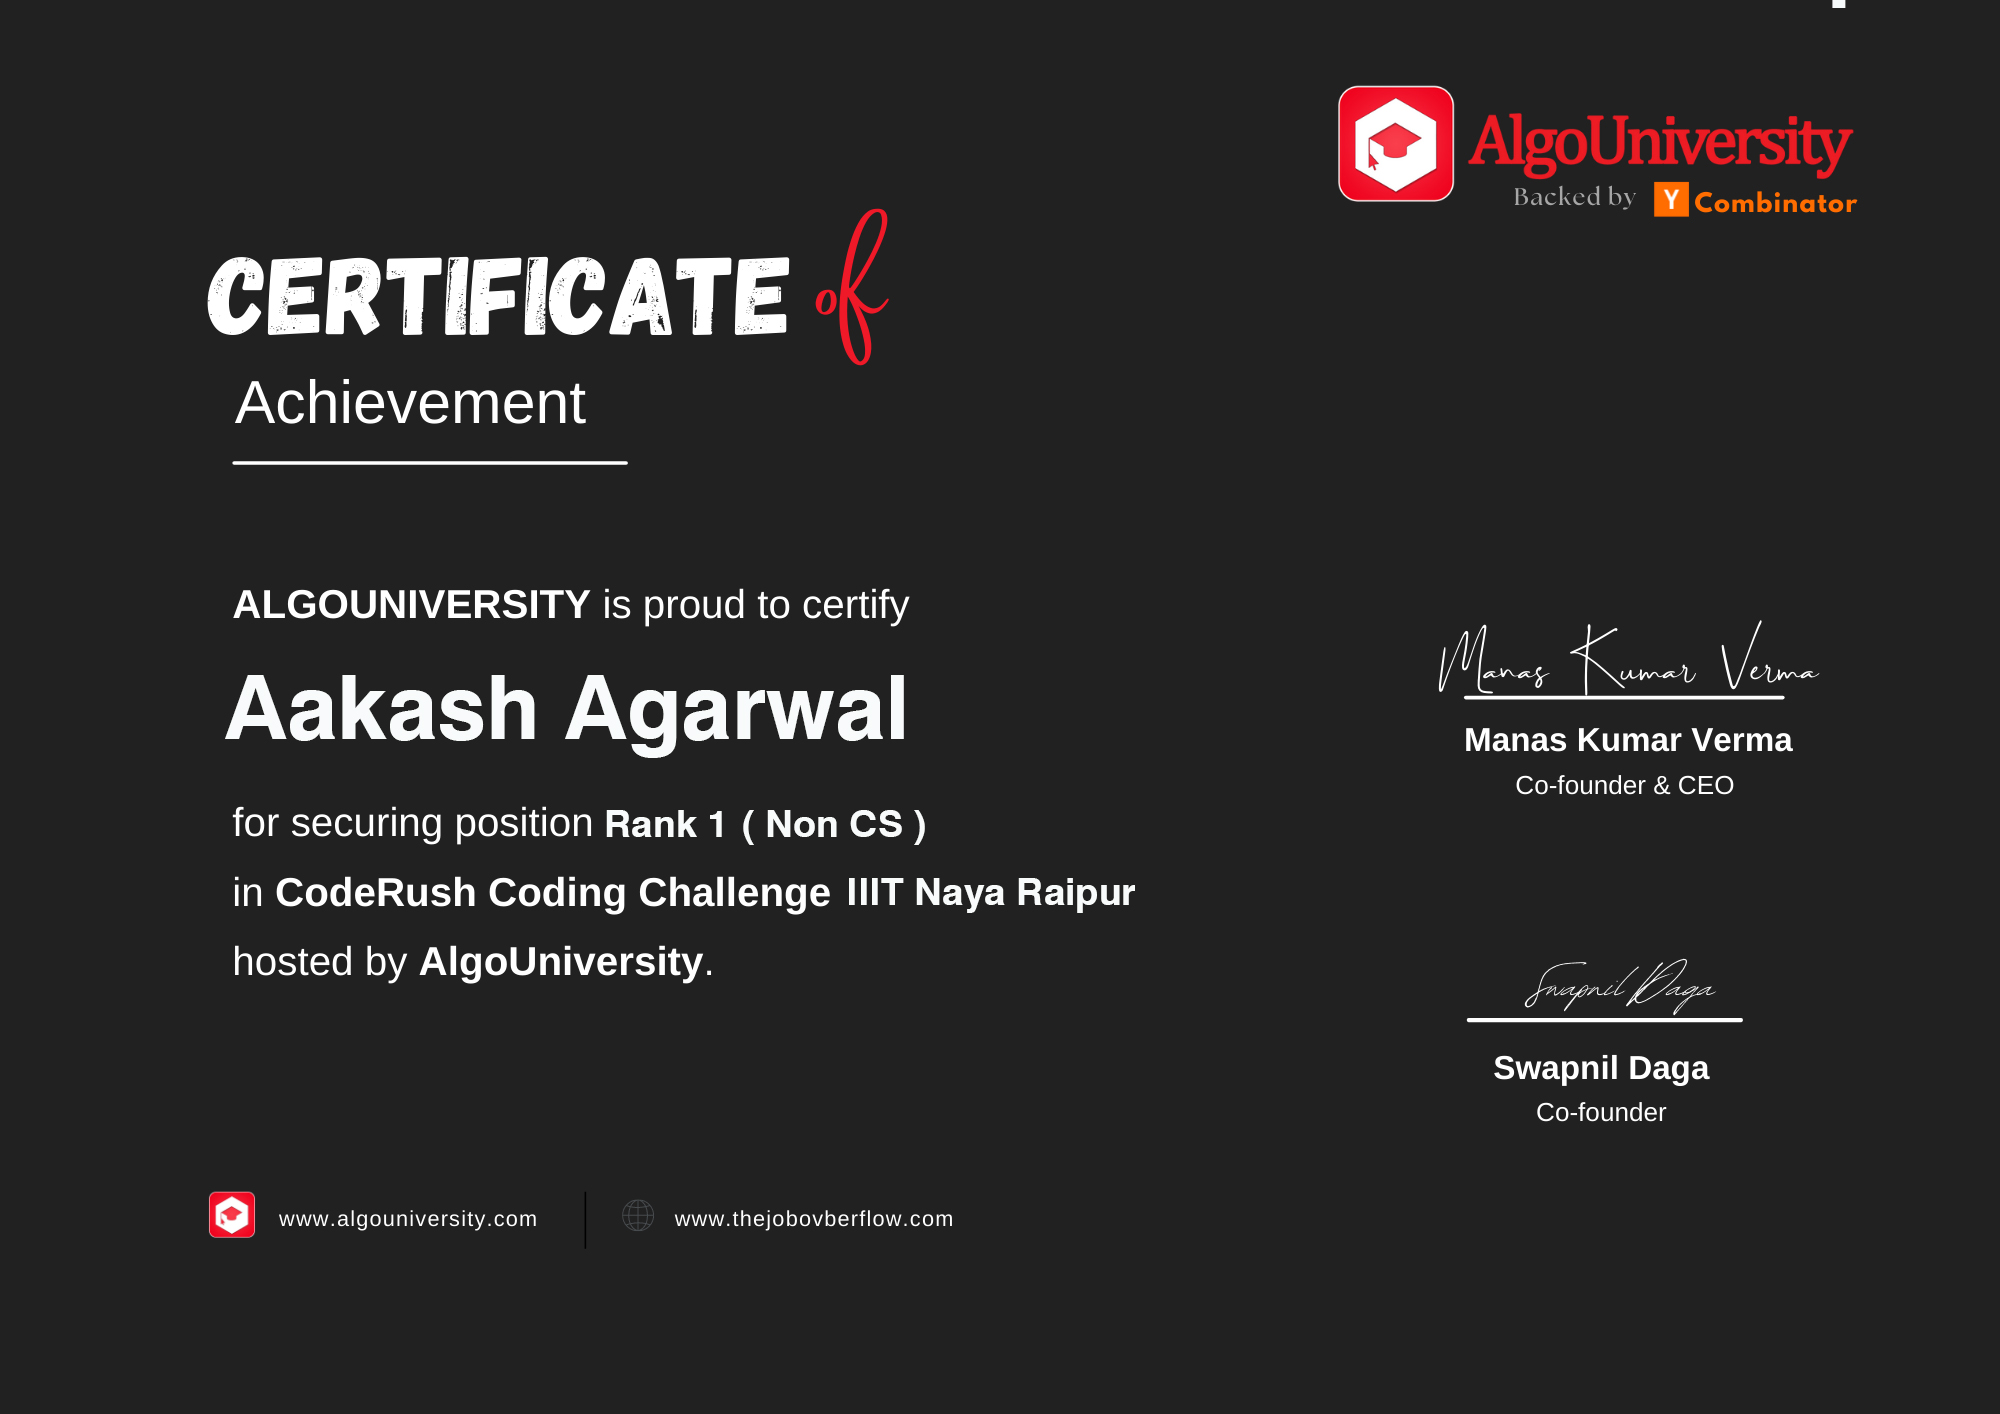 AlgoUniversity
Backed by Y Combinator
CERTIFICATE of
Achievement
ALGOUNIVERSITY is proud to certify
Aakash Agarwal
for securing position Rank 1 ( Non CS )
in CodeRush Coding Challenge IIIT Naya Raipur
hosted by AlgoUniversity.
Manas Kumar Verma
Manas Kumar Verma
Co-founder & CEO
Swapnil Daga
Swapnil Daga
Co-founder
www.algouniversity.com
www.thejobovberflow.com